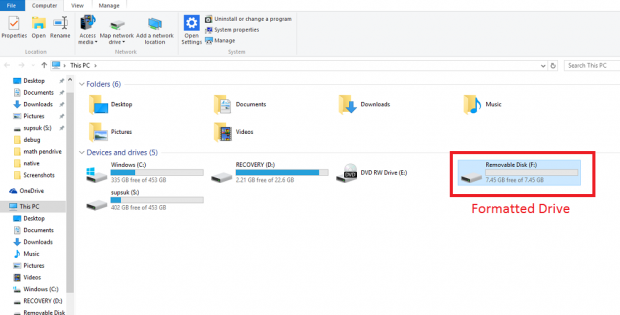 File
Computer
View
Manage
Properties
Open
Rename
Access media
Map network drive
Add a network location
Open Settings
Uninstall or change a program
System properties
Manage
Location
Network
System
This PC
Search This PC
Desktop
Documents
Downloads
Pictures
supsuk (S:)
debug
math pendrive
native
Screenshots
OneDrive
This PC
Desktop
Documents
Downloads
Music
Pictures
Videos
Windows (C:)
RECOVERY (D:)
Removable Disk
Folders (6)
Desktop
Documents
Downloads
Music
Pictures
Videos
Devices and drives (5)
Windows (C:)
335 GB free of 453 GB
RECOVERY (D:)
2.21 GB free of 22.6 GB
DVD RW Drive (E:)
DVD
Removable Disk (F:)
7.45 GB free of 7.45 GB
supsuk (S:)
402 GB free of 453 GB
Formatted Drive